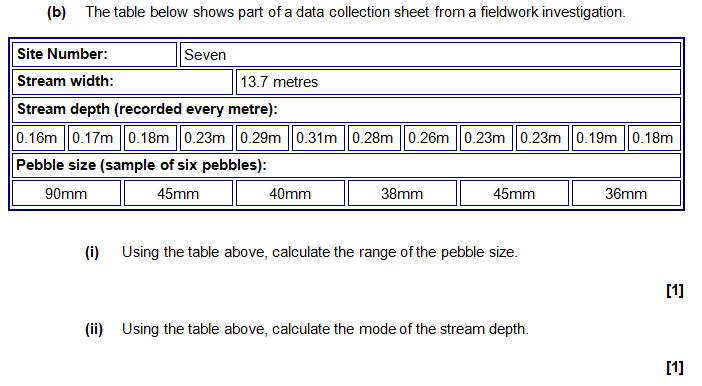 (b) The table below shows part of a data collection sheet from a fieldwork investigation.
Site Number: Seven
Stream width: 13.7 metres
Stream depth (recorded every metre):
0.16m 0.17m 0.18m 0.23m 0.29m 0.31m 0.28m 0.26m 0.23m 0.23m 0.19m 0.18m
Pebble size (sample of six pebbles):
90mm 45mm 40mm 38mm 45mm 36mm
(i) Using the table above, calculate the range of the pebble size.
[1]
(ii) Using the table above, calculate the mode of the stream depth.
[1]